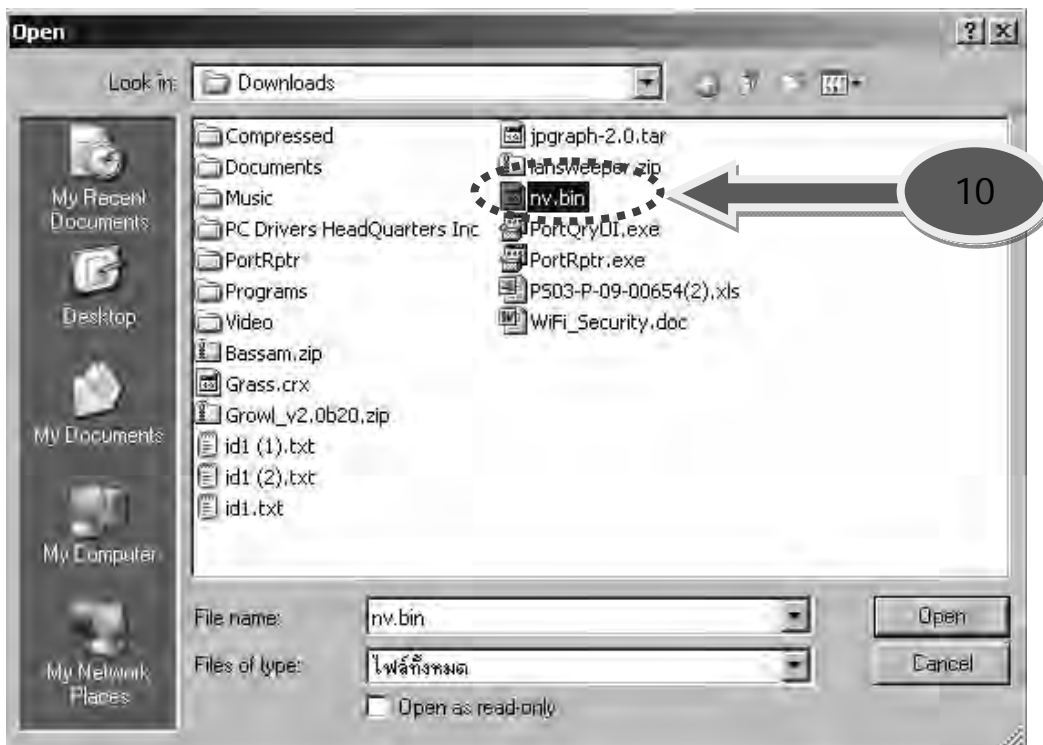 Open
Look in:
Downloads
My Recent
Documents
Desktop
My Documents
My Computer
My Network
Places
Compressed
Documents
Music
PC Drivers HeadQuarters Inc
PortRptr
Programs
Video
Bassam.zip
Grass.crx
Growl_v2.0b20.zip
id1 (1).txt
id1 (2).txt
id1.txt
jpgraph-2.0.tar
lansweeper.zip
nv.bin
PortQryUI.exe
PortRptr.exe
PS03-P-09-00654(2).xls
WiFi_Security.doc
10
File name:
nv.bin
Open
Files of type:
ไฟล์ทั้งหมด
Cancel
Open as read-only